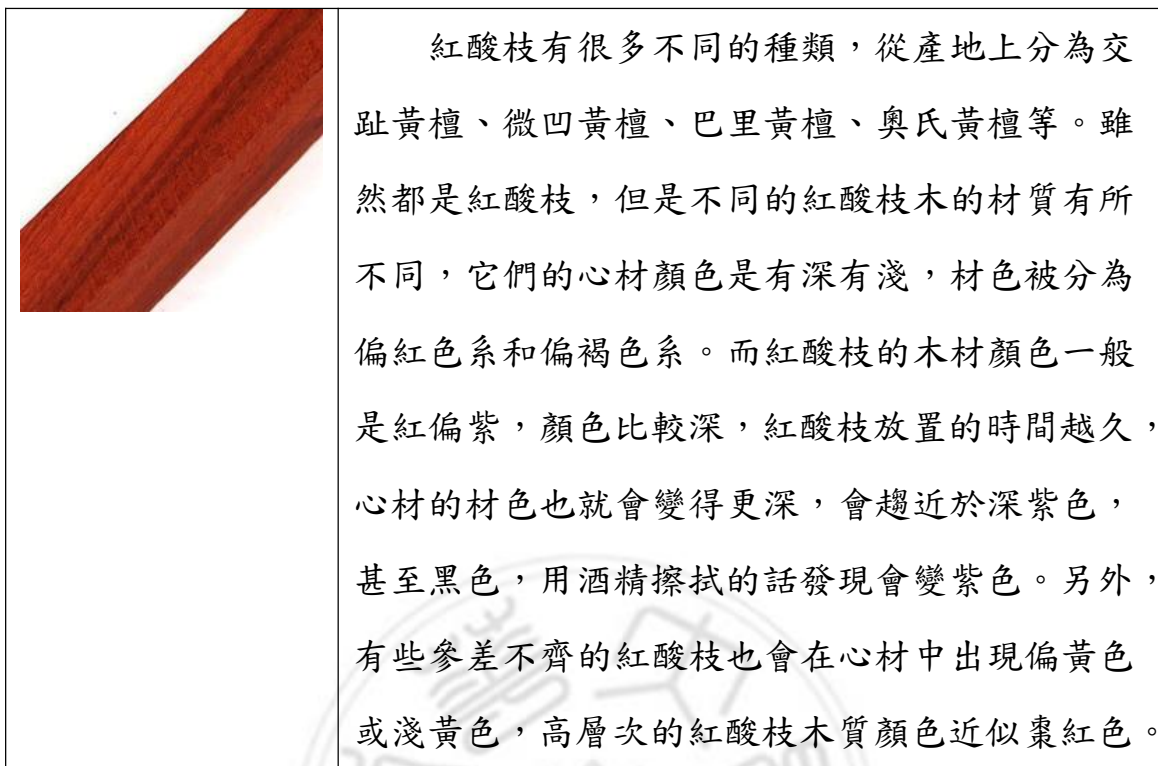 紅酸枝有很多不同的種類，從產地上分為交
趾黃檀、微凹黃檀、巴里黃檀、奧氏黃檀等。雖
然都是紅酸枝，但是不同的紅酸枝木的材質有所
不同，它們的心材顏色是有深有淺，材色被分為
偏紅色系和偏褐色系。而紅酸枝的木材顏色一般
是紅偏紫，顏色比較深，紅酸枝放置的時間越久，
心材的材色也就會變得更深，會趨近於深紫色，
甚至黑色，用酒精擦拭的話發現會變紫色。另外，
有些參差不齊的紅酸枝也會在心材中出現偏黃色
或淺黃色，高層次的紅酸枝木質顏色近似棗紅色。